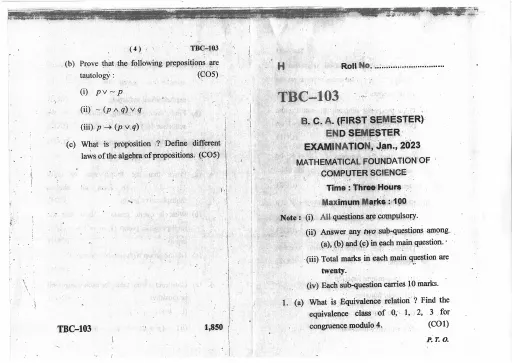 ( 4 )
TBC–103
(b) Prove that the following prepositions are
tautology :
(CO5)
(i) p ∨ ~ p
(ii) ~ (p ∧ q) ∨ q
(iii) p → (p ∨ q)
(c) What is proposition ? Define different
laws of the algebra of propositions. (CO5)
TBC–103
1,850
H
Roll No. ..............................
TBC–103
B. C. A. (FIRST SEMESTER)
END SEMESTER
EXAMINATION, Jan., 2023
MATHEMATICAL FOUNDATION OF
COMPUTER SCIENCE
Time : Three Hours
Maximum Marks : 100
Note : (i) All questions are compulsory.
(ii) Answer any two sub-questions among
(a), (b) and (c) in each main question.
(iii) Total marks in each main question are
twenty.
(iv) Each sub-question carries 10 marks.
1. (a) What is Equivalence relation ? Find the
equivalence class of 0, 1, 2, 3 for
congruence modulo 4.
(CO1)
P. T. O.